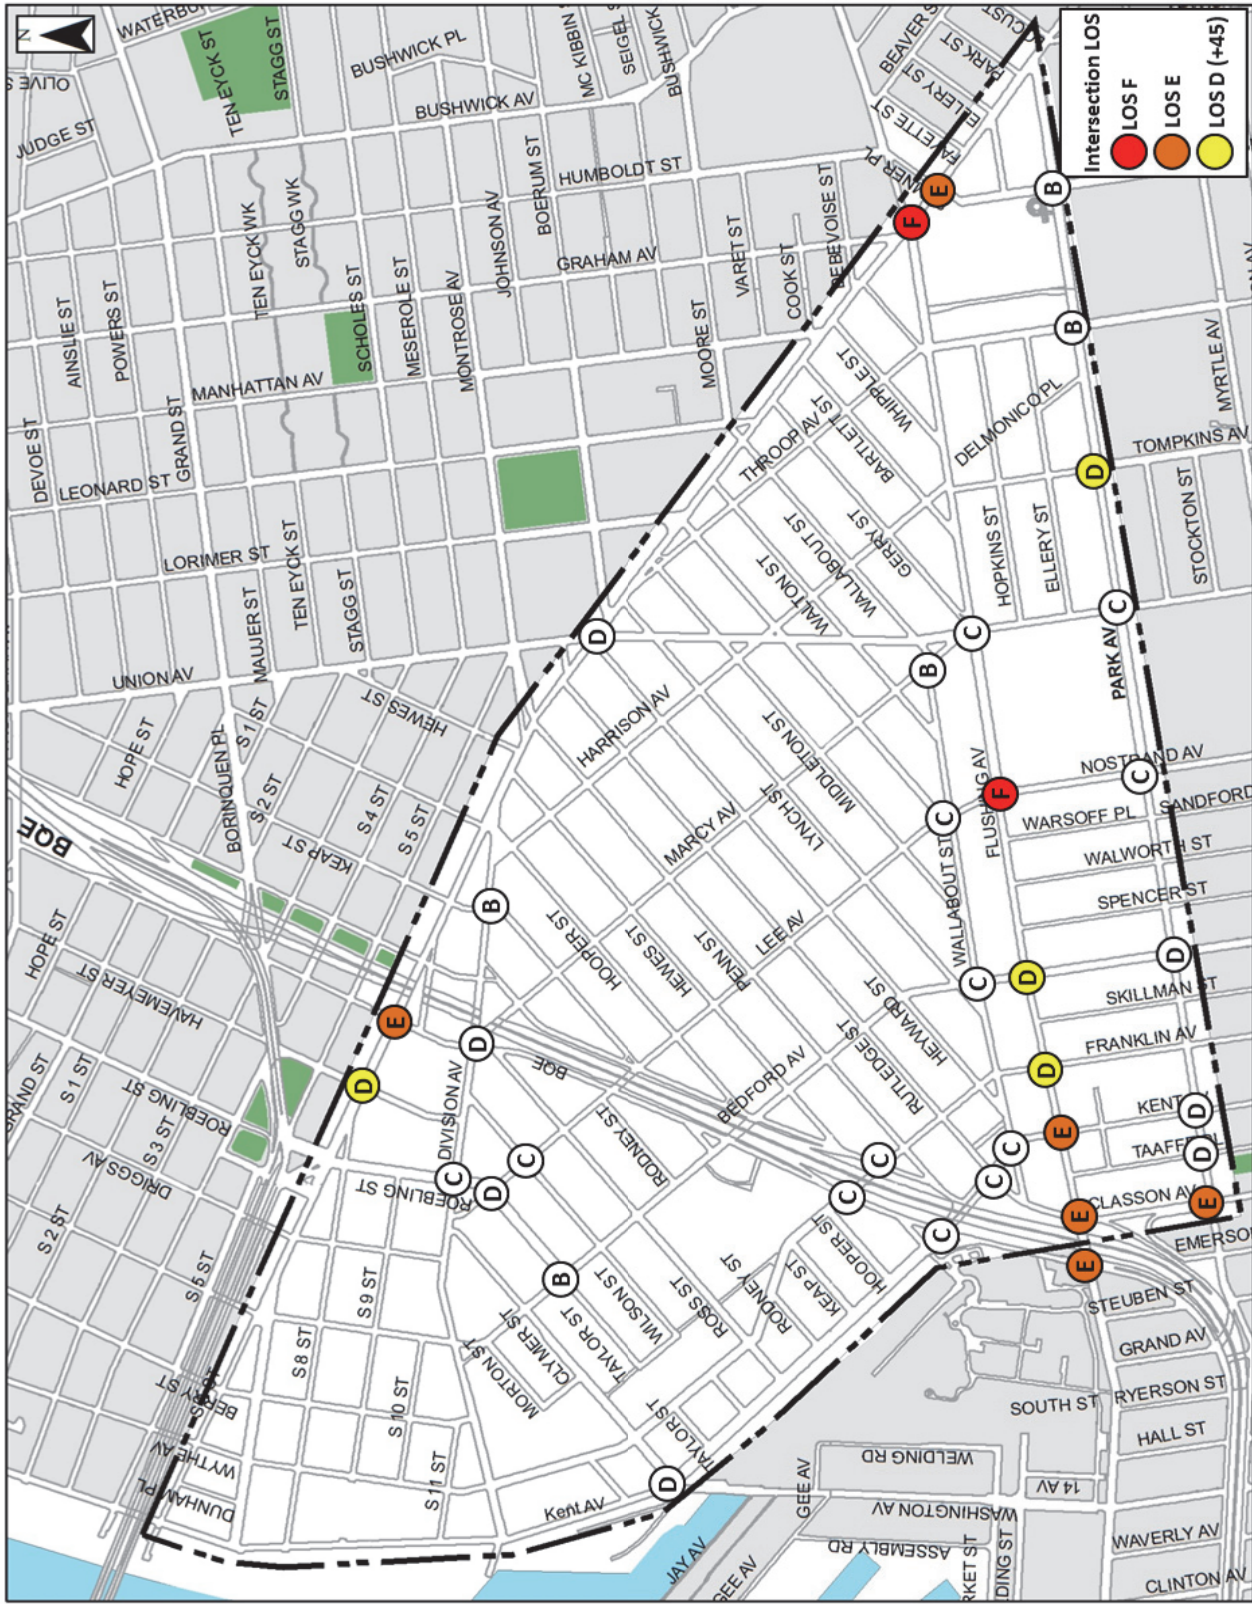 N
WATERBU
OLIVE S
JUDGE ST
TEN EYCK ST
STAGG ST
BUSHWICK PL
BUSHWICK AV
MC KIBBIN S
SEIGEL S
BUSHWICK
BEAVER S
PARK ST
CUST
ELLERY ST
FAYETTE ST
HUMBOLDT ST
TEN EYCK WK
STAGG WK
BOERUM ST
JOHNSON AV
GRAHAM AV
VARET ST
COOK ST
DEBEVOISE ST
AINSLIE ST
POWERS ST
SCHOLES ST
MESEROLE ST
MONTROSE AV
MOORE ST
MANHATTAN AV
DEVOE ST
GRAND ST
LEONARD ST
LORIMER ST
TEN EYCK ST
MAUJER ST
STAGG ST
UNION AV
HOPE ST
BORINQUEN PL
S 1 ST
S 2 ST
HEWES ST
S 4 ST
S 5 ST
KEAP ST
BQE
HOPE ST
HAVEMEYER ST
GRAND ST
S 1 ST
ROEBLING ST
S 3 ST
DRIGGS AV
S 2 ST
S 5 ST
BERRY ST
WYTHE AV
DUNHAM PL
S 8 ST
S 9 ST
S 10 ST
S 11 ST
Kent AV
DIVISION AV
ROEBLING ST
MORTON ST
CLYMER ST
TAYLOR ST
WILSON ST
ROSS ST
RODNEY ST
KEAP ST
HOOPER ST
TAYLOR ST
RODNEY ST
BEDFORD AV
BQE
HOOPER ST
HEWES ST
PENN ST
LEE AV
MARCY AV
HARRISON AV
MIDDLETON ST
LYNCH ST
HEYWARD ST
RUTLEDGE ST
WALTON ST
WALLABOUT ST
GERRY ST
BARTLETT ST
WHIPPLE ST
THROOP AV
DELMONICO PL
HOPKINS ST
ELLERY ST
TOMPKINS AV
STOCKTON ST
MYRTLE AV
PARK AV
NOSTRAND AV
SANDFORD
WARSOFF PL
WALWORTH ST
SPENCER ST
SKILLMAN ST
FRANKLIN AV
KENT
TAAFFE
CLASSON AV
EMERSO
STEUBEN ST
GRAND AV
RYERSON ST
HALL ST
WAVERLY AV
CLINTON AV
WALLABOUT ST
FLUSHING AV
SOUTH ST
14 AV
WELDING RD
WASHINGTON AV
ASSEMBLY RD
GEE AV
GEE AV
JAY AV
RKET ST
DING ST
F
E
B
B
D
C
C
B
D
F
C
C
B
C
D
D
D
E
D
D
D
E
C
C
D
C
C
C
C
C
B
D
D
E
E
E
E
D
Intersection LOS
LOS F
LOS E
LOS D (+45)